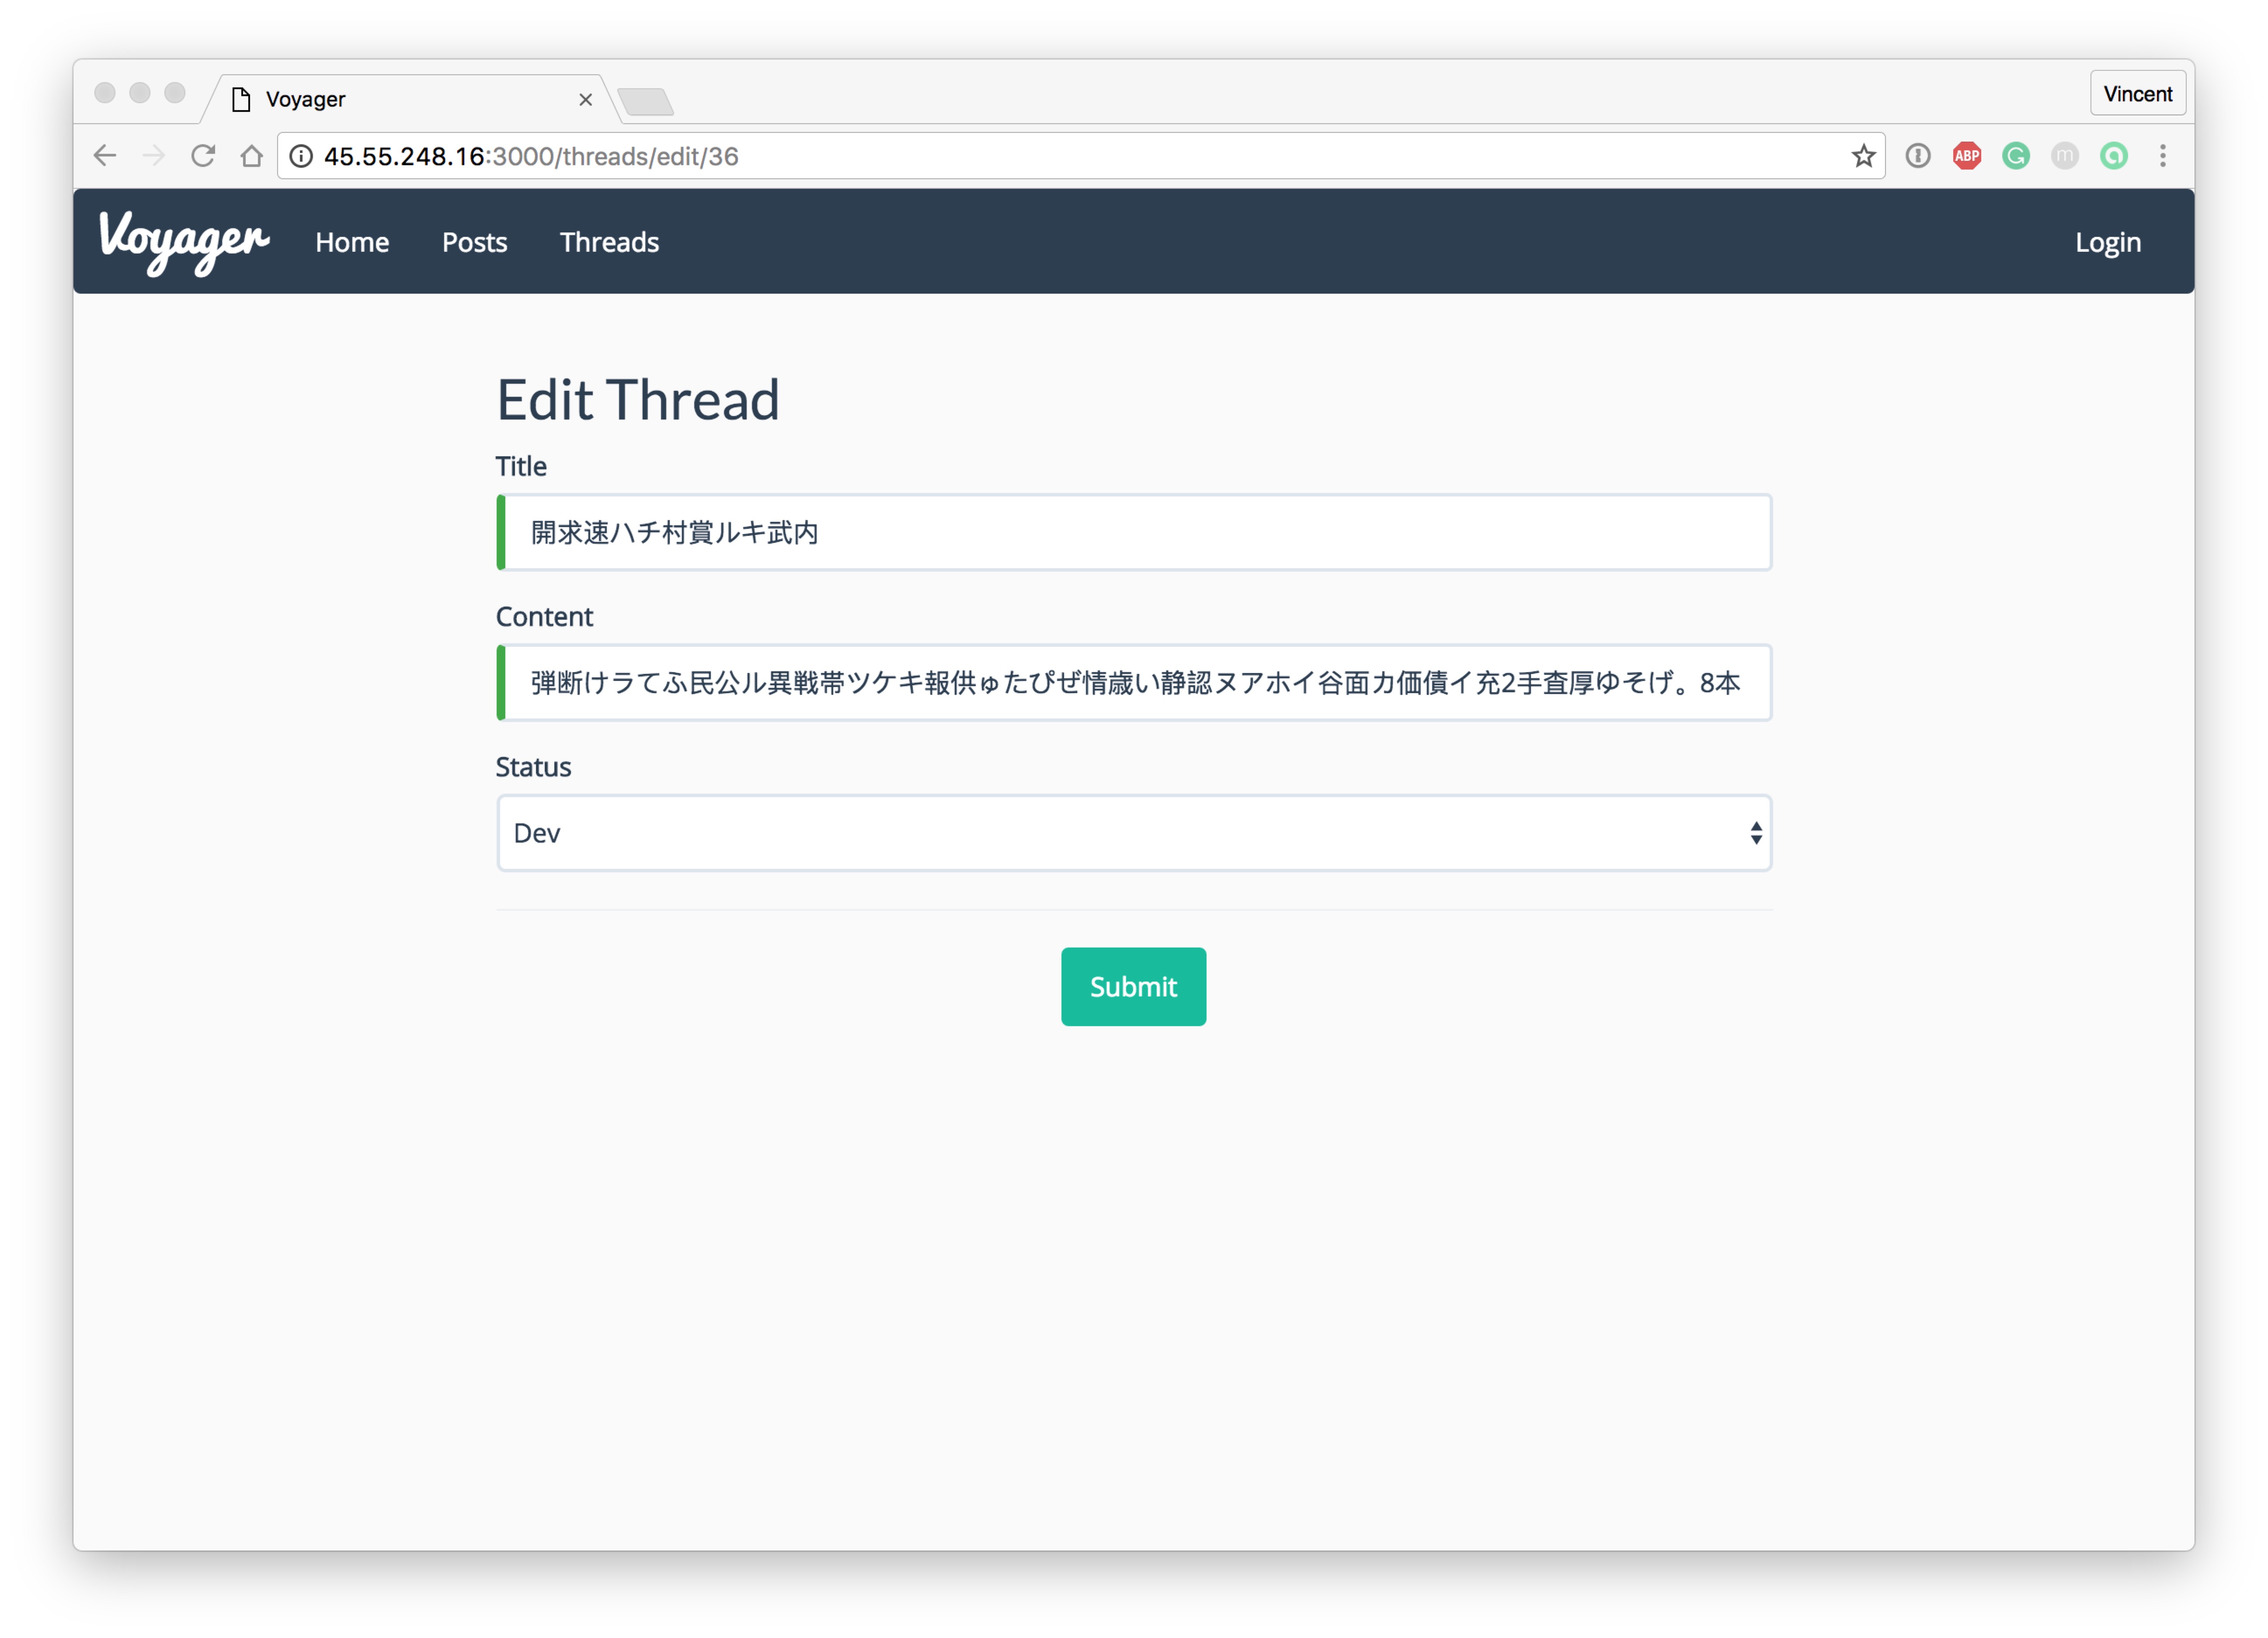 Voyager
Vincent
45.55.248.16:3000/threads/edit/36
ABP
G
m
a
Voyager Home Posts Threads Login
Edit Thread
Title
開求速ハチ村賞ルキ武内
Content
弾断けラてふ民公ル異戦帯ツケキ報供ゅたぴぜ情歳い静認ヌアホイ谷面カ価債イ充2手査厚ゆそげ。8本
Status
Dev
Submit